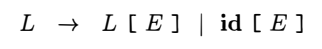 L → L [ E ] | id [ E ]